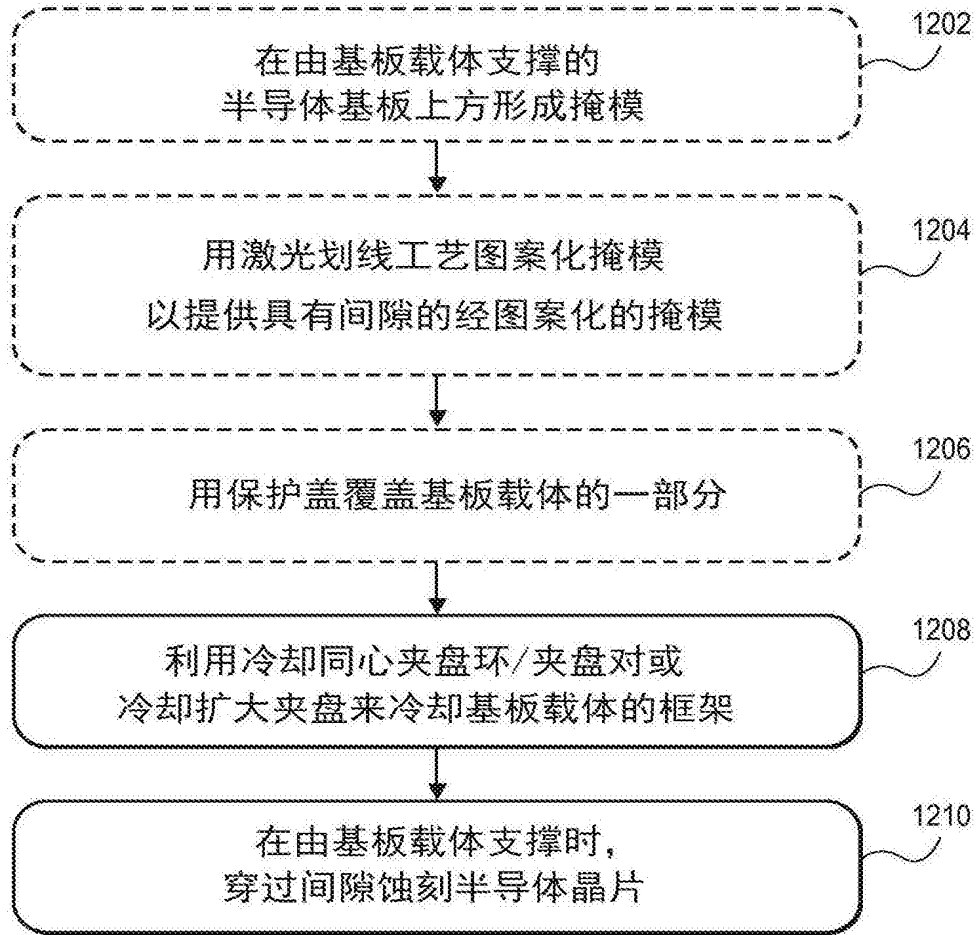 1202
在由基板载体支撑的
半导体基板上方形成掩模
1204
用激光划线工艺图案化掩模
以提供具有间隙的经图案化的掩模
1206
用保护盖覆盖基板载体的一部分
1208
利用冷却同心夹盘环/夹盘对或
冷却扩大夹盘来冷却基板载体的框架
1210
在由基板载体支撑时，
穿过间隙蚀刻半导体晶片